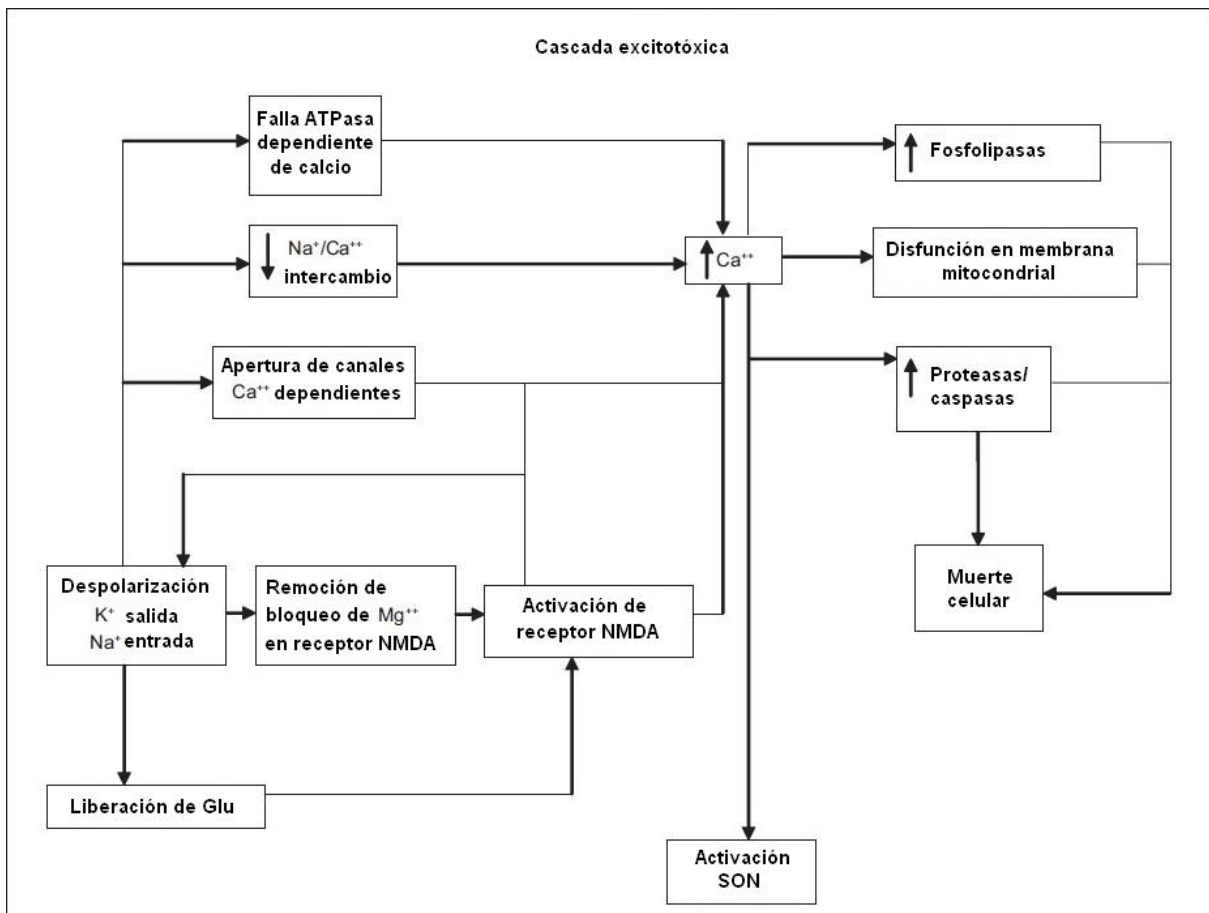 Cascada excitotóxica
Falla ATPasa
dependiente
de calcio
Na⁺/Ca⁺⁺
intercambio
Apertura de canales
Ca⁺⁺ dependientes
Despolarización
K⁺ salida
Na⁺ entrada
Remoción de
bloqueo de Mg⁺⁺
en receptor NMDA
Activación de
receptor NMDA
Liberación de Glu
Ca⁺⁺
Fosfolipasas
Disfunción en membrana
mitocondrial
Proteasas/
caspasas
Muerte
celular
Activación
SON